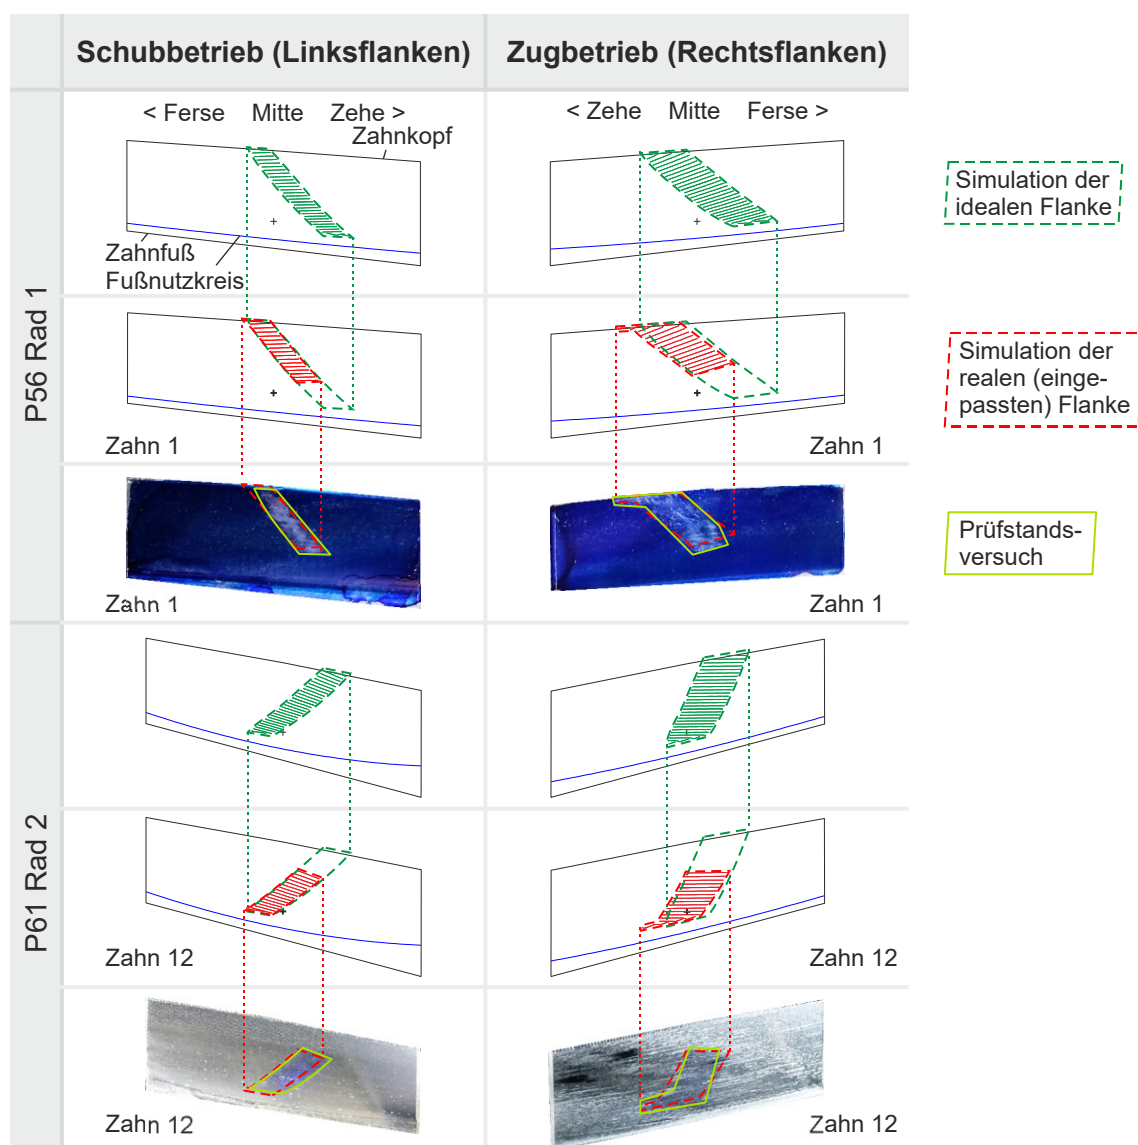 Schubbetrieb (Linksflanken)
Zugbetrieb (Rechtsflanken)
P56 Rad 1
< Ferse Mitte Zehe >
Zahnkopf
Zahnfuß
Fußnutzkreis
< Zehe Mitte Ferse >
Simulation der
idealen Flanke
Zahn 1
Zahn 1
Simulation der
realen (einge-
passten) Flanke
Zahn 1
Zahn 1
Prüfstands-
versuch
P61 Rad 2
Zahn 12
Zahn 12
Zahn 12
Zahn 12